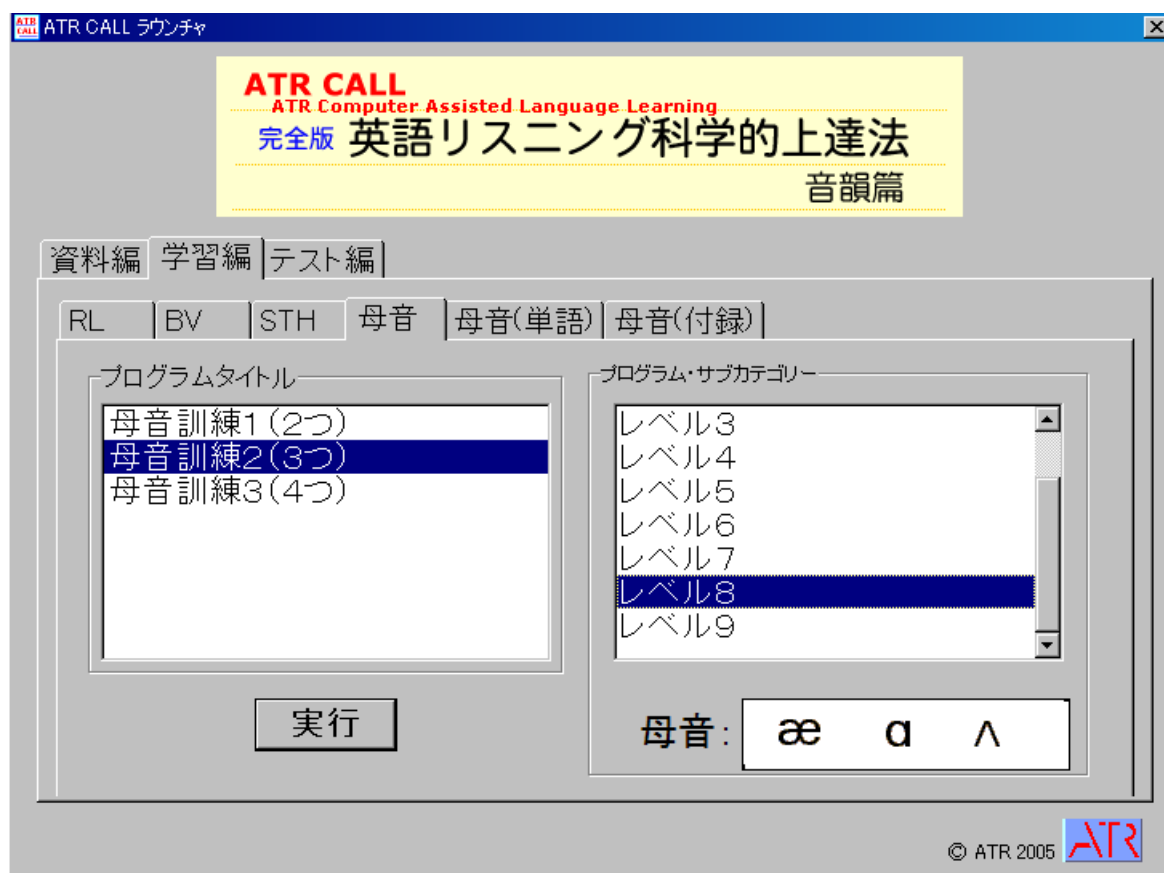 ATR CALL ATR CALL ラウンチャ
ATR CALL
ATR Computer Assisted Language Learning
完全版 英語リスニング科学的上達法
音韻篇
資料編 学習編 テスト編
RL BV STH 母音 母音(単語) 母音(付録)
プログラムタイトル
母音訓練1(2つ)
母音訓練2(3つ)
母音訓練3(4つ)
実行
プログラム・サブカテゴリー
レベル3
レベル4
レベル5
レベル6
レベル7
レベル8
レベル9
母音: æ ɑ ʌ
© ATR 2005 ATR